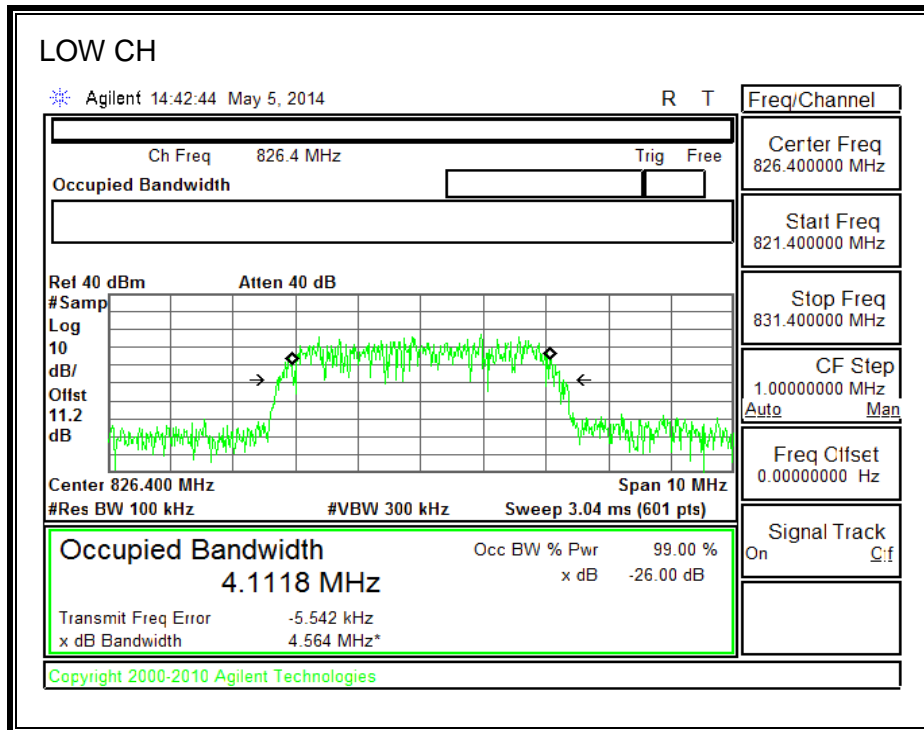 LOW CH
Agilent 14:42:44 May 5, 2014 R T
Freq/Channel
Ch Freq 826.4 MHz Trig Free
Occupied Bandwidth
Center Freq
826.400000 MHz
Start Freq
821.400000 MHz
Stop Freq
831.400000 MHz
CF Step
1.00000000 MHz
Auto Man
Freq Offset
0.00000000 Hz
Signal Track
On Off
Ref 40 dBm Atten 40 dB
#Samp
Log
10
dB/
Offst
11.2
dB
Center 826.400 MHz Span 10 MHz
#Res BW 100 kHz #VBW 300 kHz Sweep 3.04 ms (601 pts)
Occupied Bandwidth
4.1118 MHz
Occ BW % Pwr 99.00 %
x dB -26.00 dB
Transmit Freq Error -5.542 kHz
x dB Bandwidth 4.564 MHz*
Copyright 2000-2010 Agilent Technologies